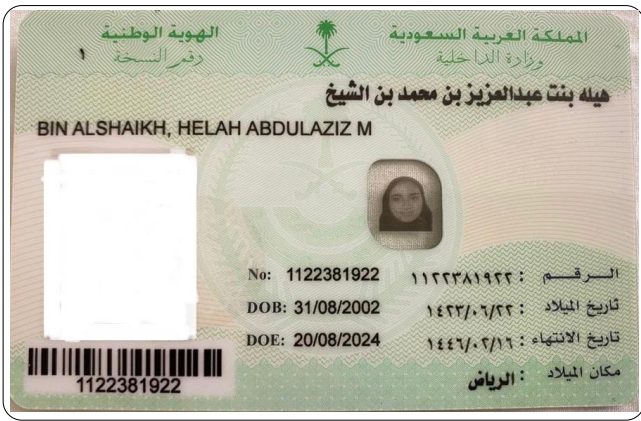 المملكة العربية السعودية
وزارة الداخلية
الهوية الوطنية
رقم النسخة ١
هيله بنت عبدالعزيز بن محمد بن الشيخ
BIN ALSHAIKH, HELAH ABDULAZIZ M
No: 1122381922
الـرقـم : ١١٢٢٣٨١٩٢٢
DOB: 31/08/2002
تاريخ الميلاد : ١٤٢٣/٠٦/٢٢
DOE: 20/08/2024
تاريخ الانتهاء : ١٤٤٦/٠٢/١٦
مكان الميلاد : الرياض
1122381922